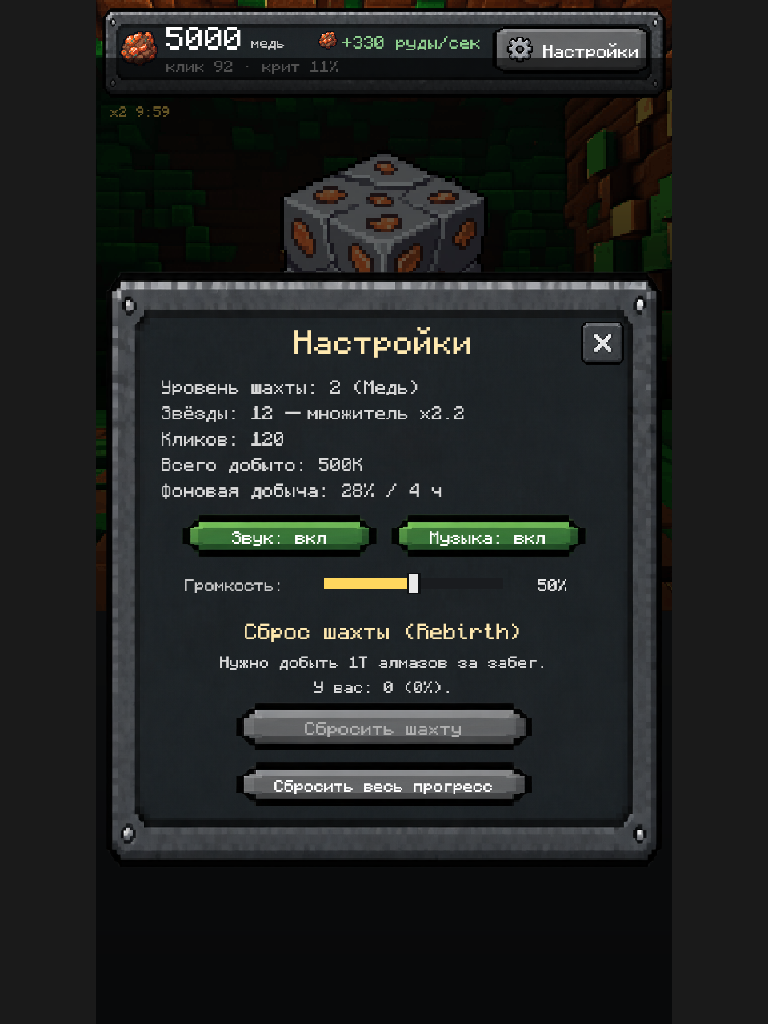 5000 медь +330 руды/сек Настройки
клик 92 · крит 11%
x2 9:59
Настройки
Уровень шахты: 2 (Медь)
Звёзды: 12 — множитель x2.2
Кликов: 120
Всего добыто: 500K
Фоновая добыча: 28% / 4 ч
Звук: вкл Музыка: вкл
Громкость: 50%
Сброс шахты (Rebirth)
Нужно добыть 1T алмазов за забег.
У вас: 0 (0%).
Сбросить шахту
Сбросить весь прогресс